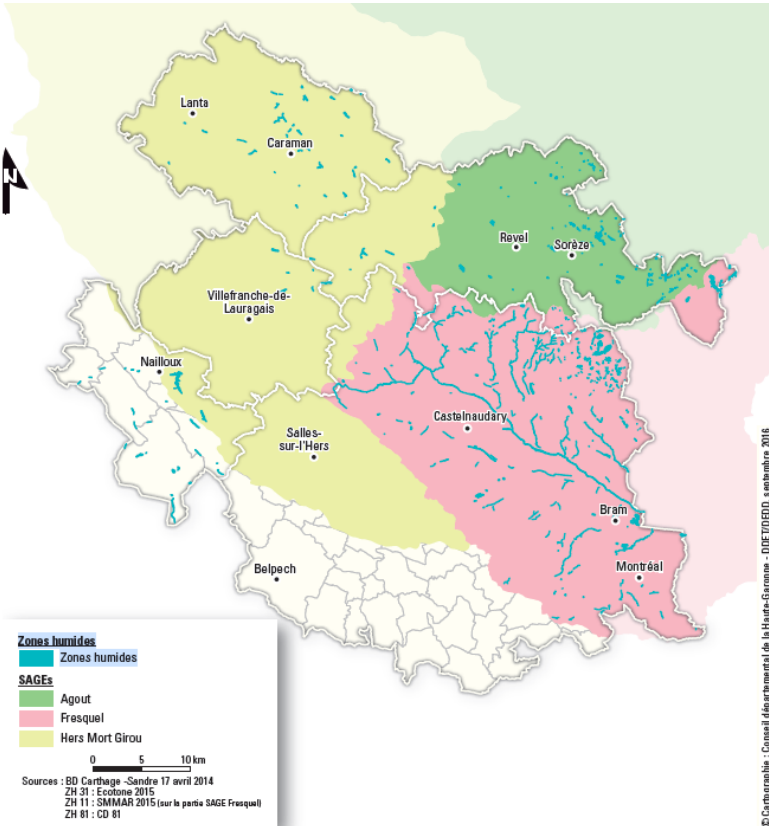 Lanta
Caraman
N
Revel
Sorèze
Villefranche-de-
Lauragais
Nailloux
Castelnaudary
Salles-
sur-l'Hers
Bram
Belpech
Montréal
Zones humides
Zones humides
SAGEs
Agout
Fresquel
Hers Mort Girou
0 5 10 km
Sources : BD Carthage -Sandre 17 avril 2014
ZH 31 : Ecotone 2015
ZH 11 : SMMAR 2015 (sur la partie SAGE Fresquel)
ZH 81 : CD 81
© Cartographie : Conseil départemental de la Haute-Garonne - DDET/DEDD, septembre 2016